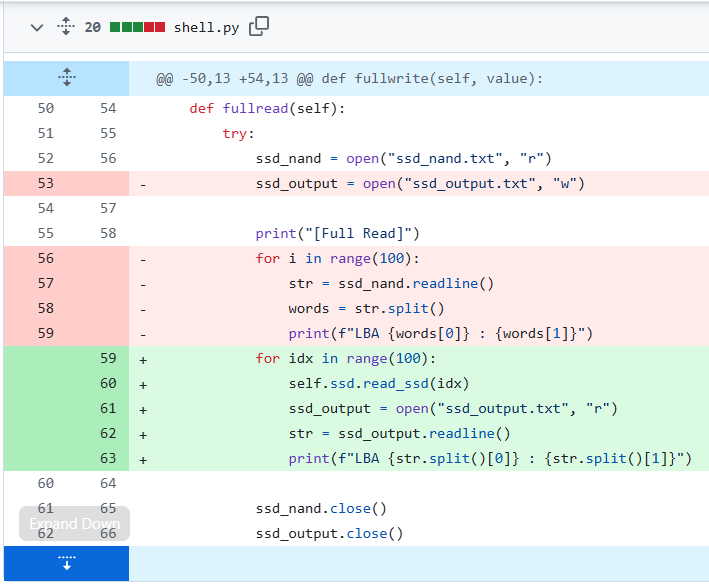 20 shell.py
@@ -50,13 +54,13 @@ def fullwrite(self, value):
50 54 def fullread(self):
51 55 try:
52 56 ssd_nand = open("ssd_nand.txt", "r")
53 - ssd_output = open("ssd_output.txt", "w")
54 57
55 58 print("[Full Read]")
56 - for i in range(100):
57 - str = ssd_nand.readline()
58 - words = str.split()
59 - print(f"LBA {words[0]} : {words[1]}")
59 + for idx in range(100):
60 + self.ssd.read_ssd(idx)
61 + ssd_output = open("ssd_output.txt", "r")
62 + str = ssd_output.readline()
63 + print(f"LBA {str.split()[0]} : {str.split()[1]}")
60 64
61 65 ssd_nand.close()
Expand Down
62 66 ssd_output.close()